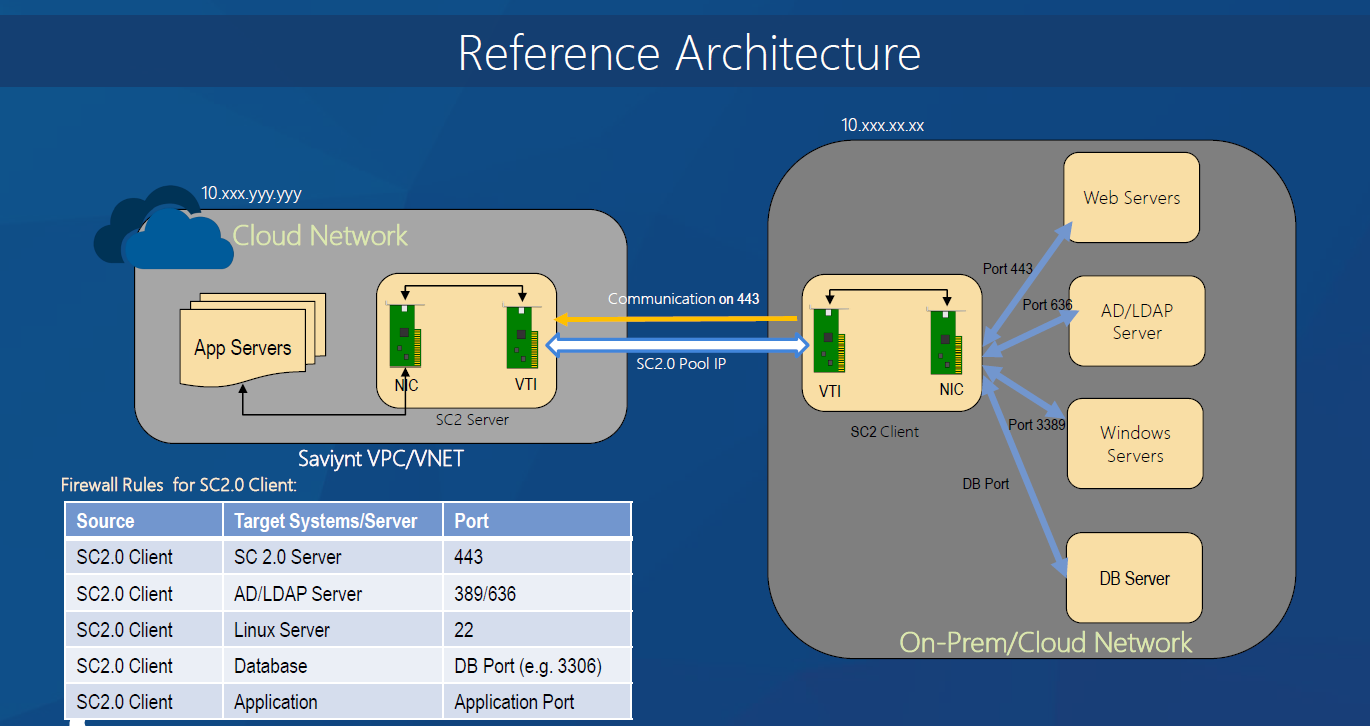 Reference Architecture
10.xxx.xx.xx
10.xxx.yyy.yyy
Cloud Network
App Servers
NIC
VTI
SC2 Server
Saviynt VPC/VNET
Communication on 443
SC2.0 Pool IP
VTI
NIC
SC2 Client
Port 443
Port 636
Port 3389
DB Port
Web Servers
AD/LDAP
Server
Windows
Servers
DB Server
On-Prem/Cloud Network
Firewall Rules for SC2.0 Client:
Source Target Systems/Server Port
SC2.0 Client SC 2.0 Server 443
SC2.0 Client AD/LDAP Server 389/636
SC2.0 Client Linux Server 22
SC2.0 Client Database DB Port (e.g. 3306)
SC2.0 Client Application Application Port